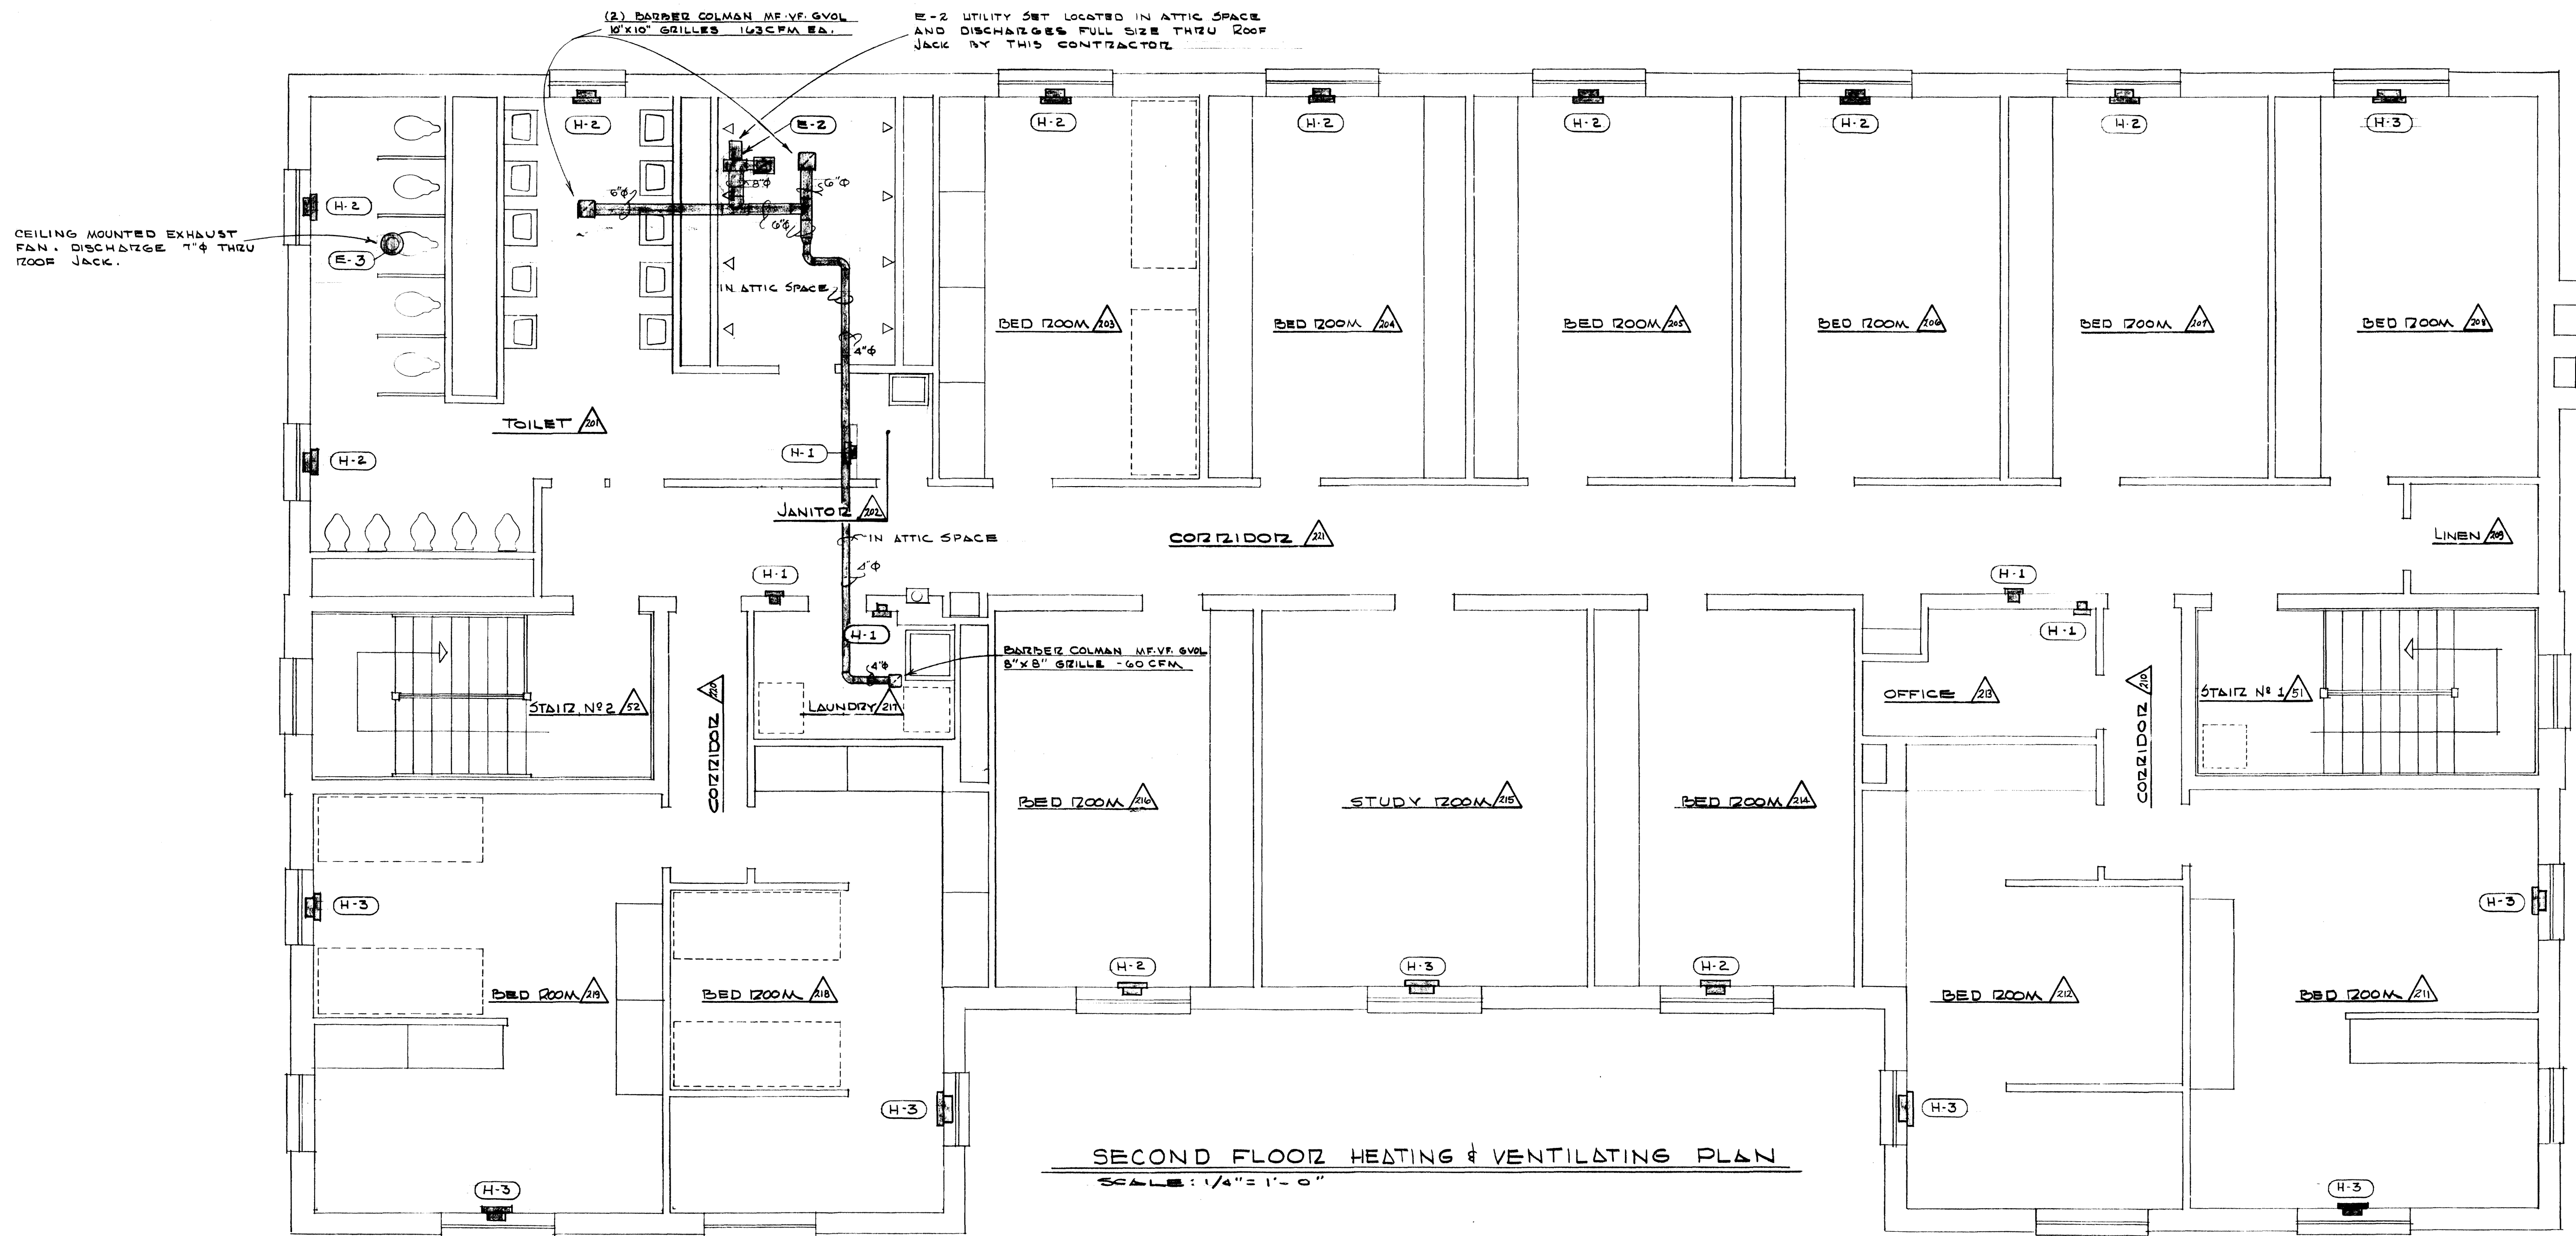 (2) BARBER COLMAN MF.VF.GVOL
10"X10" GRILLES 163CFM EA.
E-2 UTILITY SET LOCATED IN ATTIC SPACE
AND DISCHARGES FULL SIZE THRU ROOF
JACK BY THIS CONTRACTOR
H-2
E-2
H-2
H-2
H-2
H-2
H-2
H-3
8"φ
6"φ
6"φ
6"φ
H-2
CEILING MOUNTED EXHAUST
FAN. DISCHARGE 7"φ THRU
ROOF JACK.
E-3
IN ATTIC SPACE
4"φ
BED ROOM 203
BED ROOM 204
BED ROOM 205
BED ROOM 206
BED ROOM 207
BED ROOM 208
TOILET 201
H-2
H-1
JANITOR 202
IN ATTIC SPACE
CORRIDOR 221
LINEN 209
4"φ
H-1
H-1
H-1
H-1
BARBER COLMAN MF.VF.GVOL
8"X8" GRILLE - 60 CFM
4"φ
STAIR Nº2 52
CORRIDOR 220
LAUNDRY 217
OFFICE 213
CORRIDOR 210
STAIR Nº 1 51
BED ROOM 216
STUDY ROOM 215
BED ROOM 214
H-3
H-3
H-2
H-3
H-2
BED ROOM 219
BED ROOM 218
BED ROOM 212
BED ROOM 211
H-3
H-3
SECOND FLOOR HEATING & VENTILATING PLAN
SCALE: 1/4" = 1'-0"
H-3
H-3